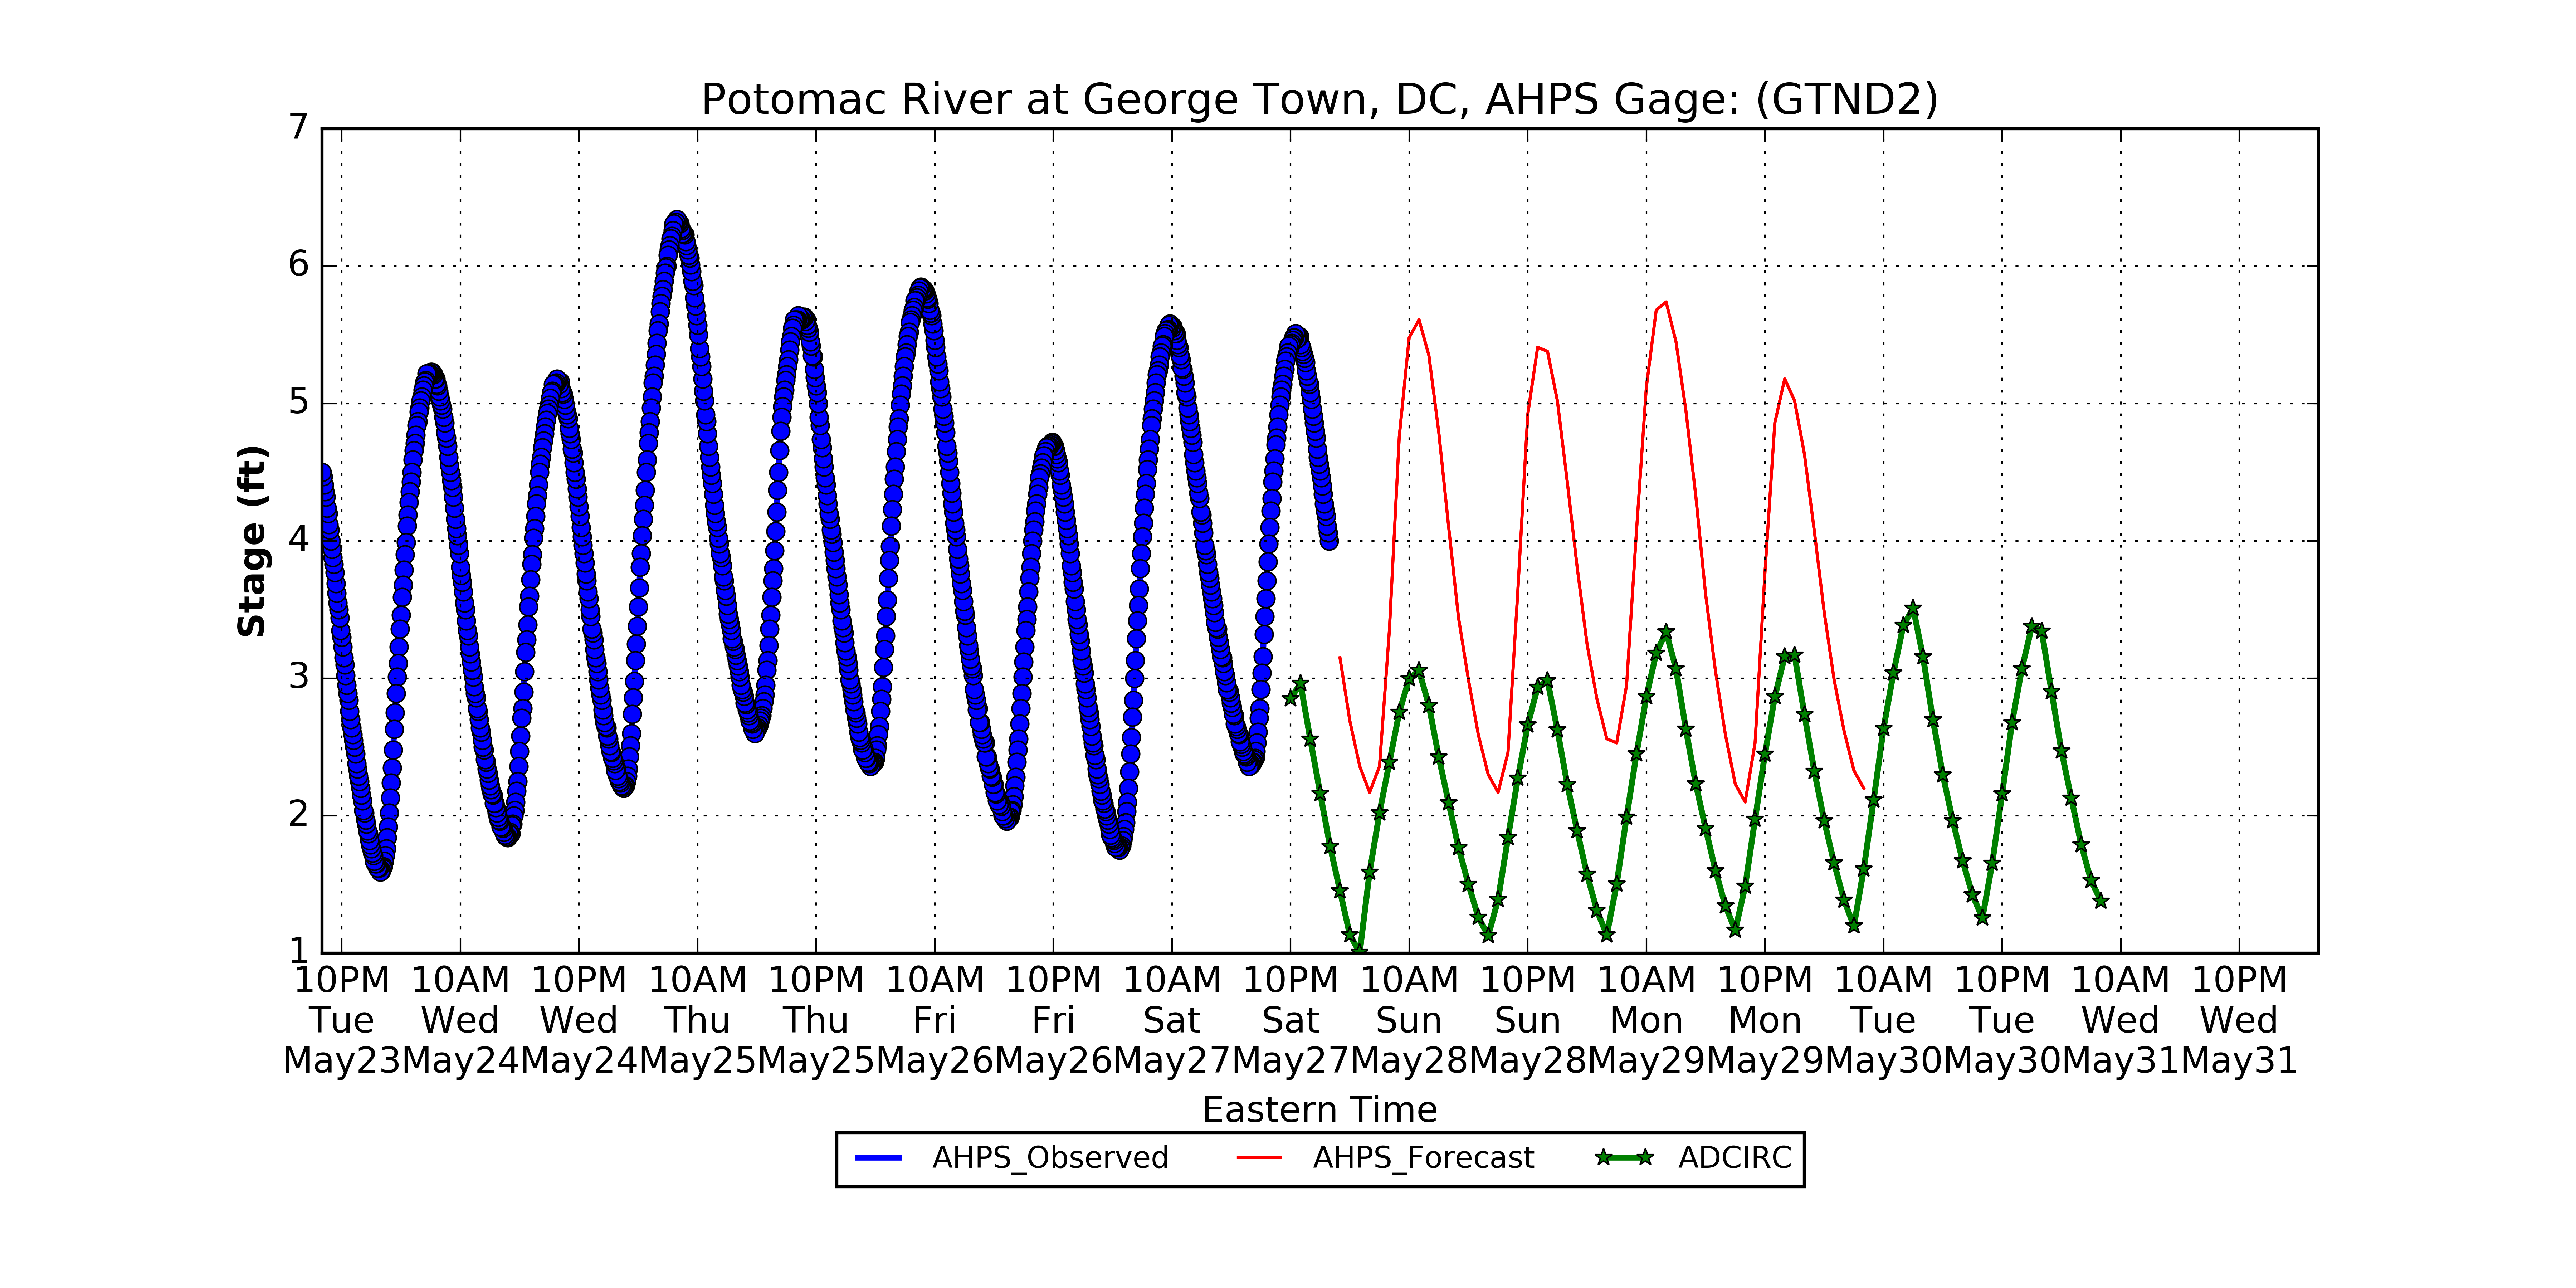 Potomac River at George Town, DC, AHPS Gage: (GTND2)
7
6
5
4
3
2
1
Stage (ft)
10PM 10AM 10PM 10AM 10PM 10AM 10PM 10AM 10PM 10AM 10PM 10AM 10PM 10AM 10PM 10AM 10PM
Tue Wed Wed Thu Thu Fri Fri Sat Sat Sun Sun Mon Mon Tue Tue Wed Wed
May23 May24 May24 May25 May25 May26 May26 May27 May27 May28 May28 May29 May29 May30 May30 May31 May31
Eastern Time
AHPS_Observed AHPS_Forecast ADCIRC